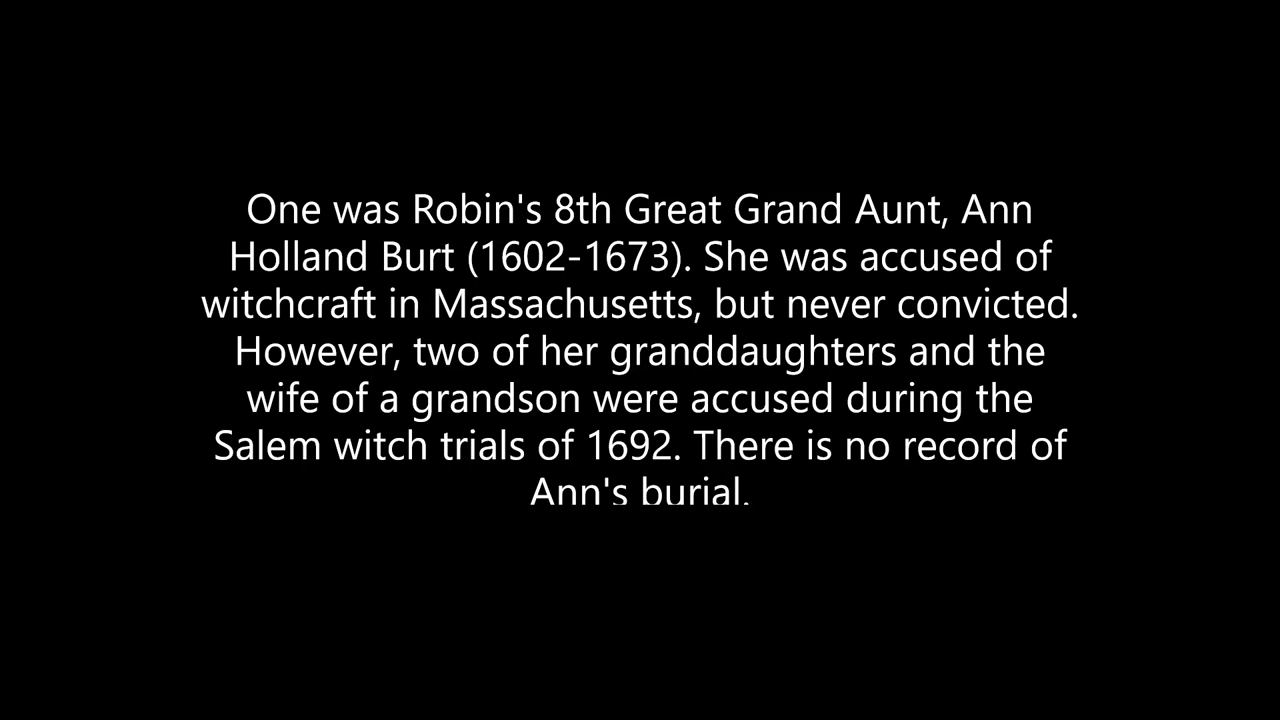 One was Robin's 8th Great Grand Aunt, Ann
Holland Burt (1602-1673). She was accused of
witchcraft in Massachusetts, but never convicted.
However, two of her granddaughters and the
wife of a grandson were accused during the
Salem witch trials of 1692. There is no record of
Ann's burial.